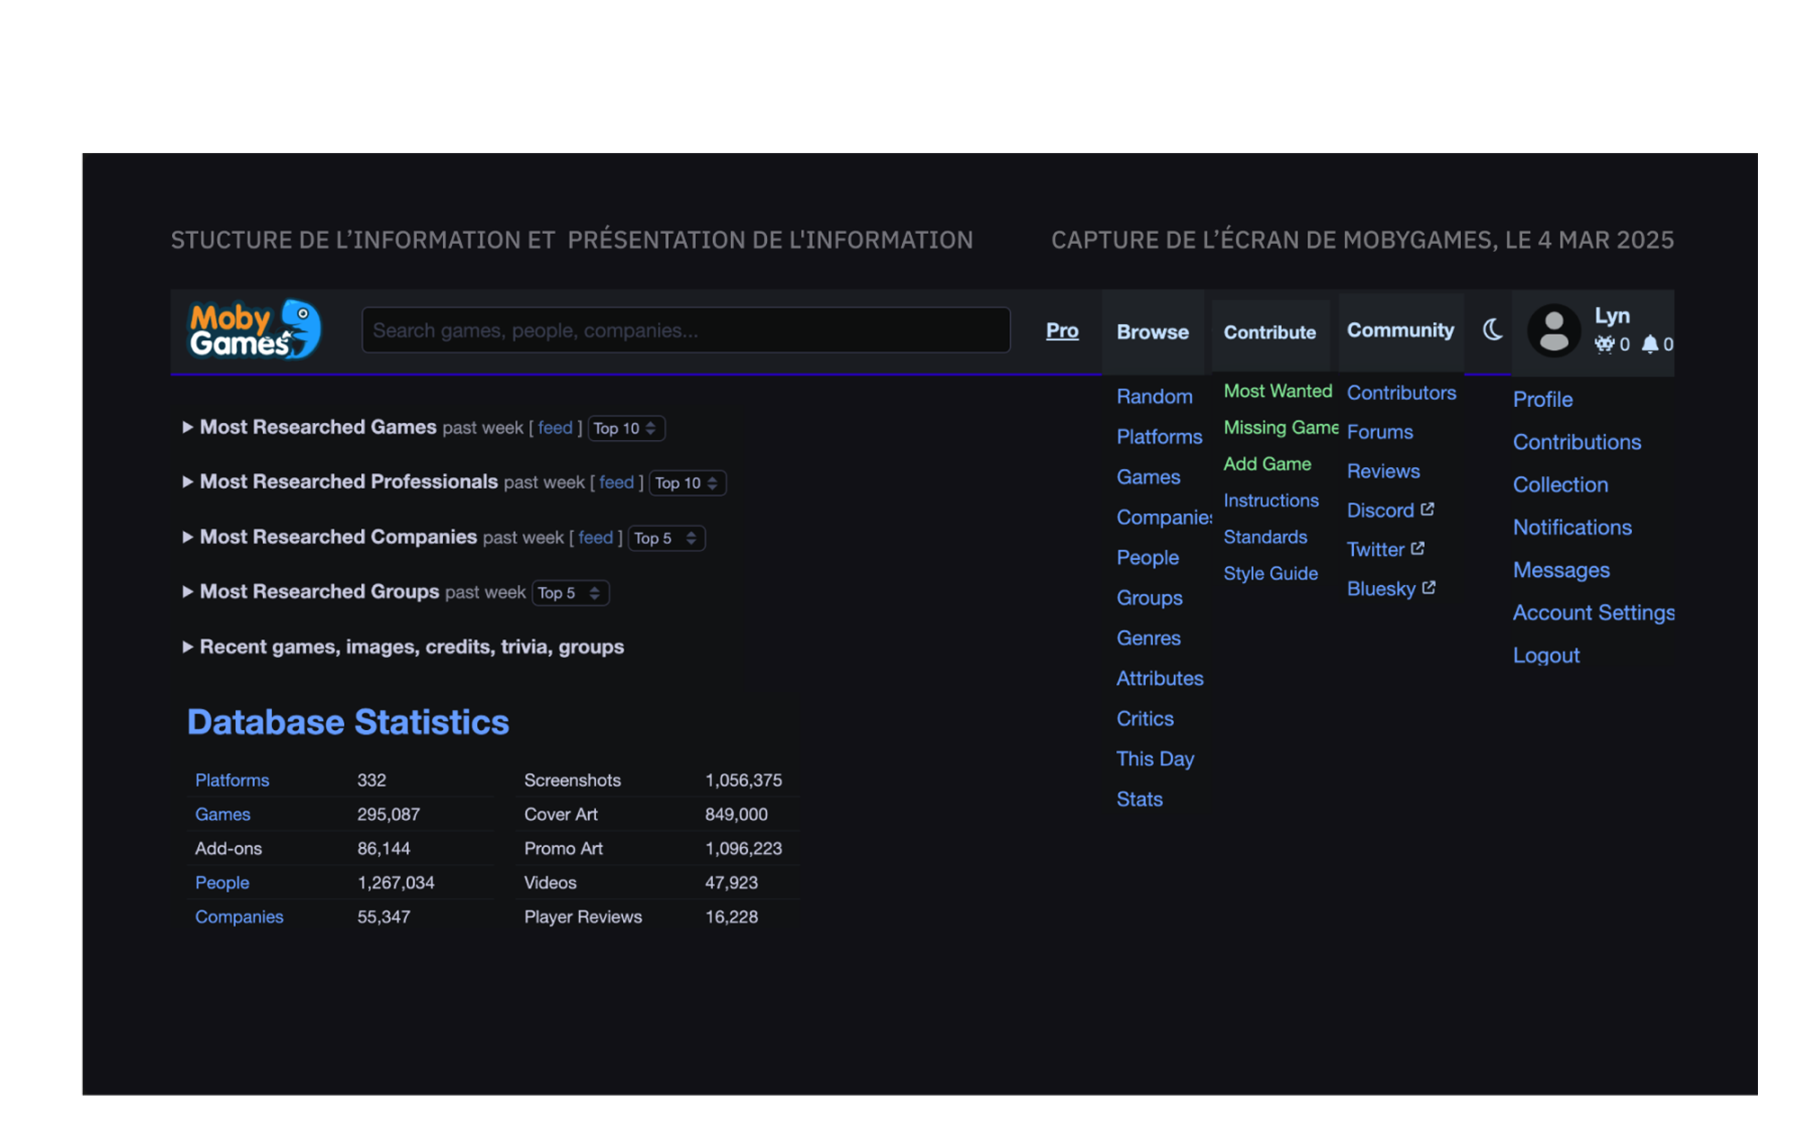 STUCTURE DE L’INFORMATION ET  PRÉSENTATION DE L'INFORMATION
CAPTURE DE L’ÉCRAN DE MOBYGAMES, LE 4 MAR 2025
Moby
Games
Search games, people, companies...
Pro
Browse
Contribute
Community
Lyn
0 0
Most Researched Games past week [ feed ] Top 10
Most Researched Professionals past week [ feed ] Top 10
Most Researched Companies past week [ feed ] Top 5
Most Researched Groups past week Top 5
Recent games, images, credits, trivia, groups
Random
Platforms
Games
Companies
People
Groups
Genres
Attributes
Critics
This Day
Stats
Most Wanted
Missing Game
Add Game
Instructions
Standards
Style Guide
Contributors
Forums
Reviews
Discord
Twitter
Bluesky
Profile
Contributions
Collection
Notifications
Messages
Account Settings
Logout
Database Statistics
Platforms 332 Screenshots 1,056,375
Games 295,087 Cover Art 849,000
Add-ons 86,144 Promo Art 1,096,223
People 1,267,034 Videos 47,923
Companies 55,347 Player Reviews 16,228